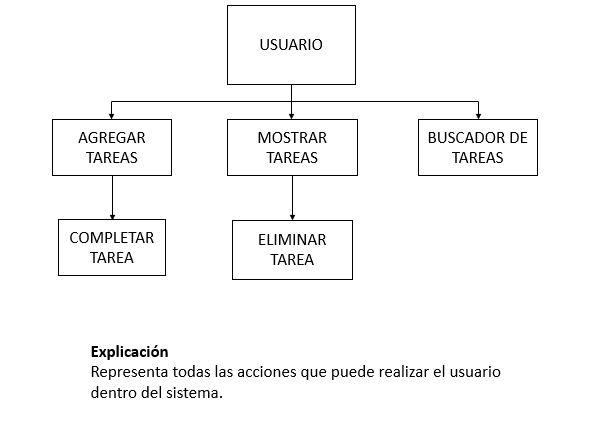 USUARIO
AGREGAR
TAREAS
MOSTRAR
TAREAS
BUSCADOR DE
TAREAS
COMPLETAR
TAREA
ELIMINAR
TAREA
Explicación
Representa todas las acciones que puede realizar el usuario
dentro del sistema.